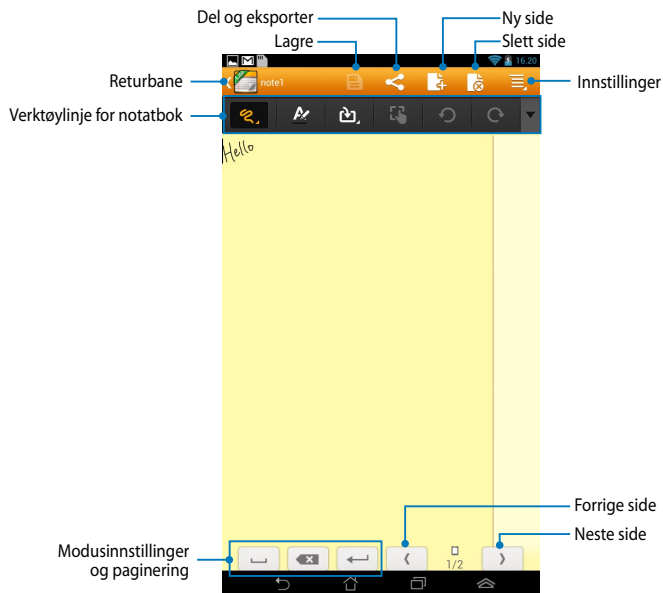 Del og eksporter
Ny side
Lagre
Slett side
16.20
Returbane
note1
Innstillinger
Verktøylinje for notatbok
Hello
Forrige side
Neste side
Modusinnstillinger
og paginering
1/2